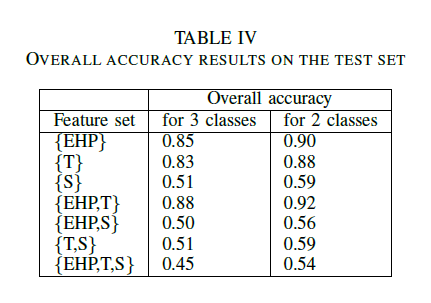 TABLE IV
OVERALL ACCURACY RESULTS ON THE TEST SET
Overall accuracy
Feature set for 3 classes for 2 classes
{EHP} 0.85 0.90
{T} 0.83 0.88
{S} 0.51 0.59
{EHP,T} 0.88 0.92
{EHP,S} 0.50 0.56
{T,S} 0.51 0.59
{EHP,T,S} 0.45 0.54